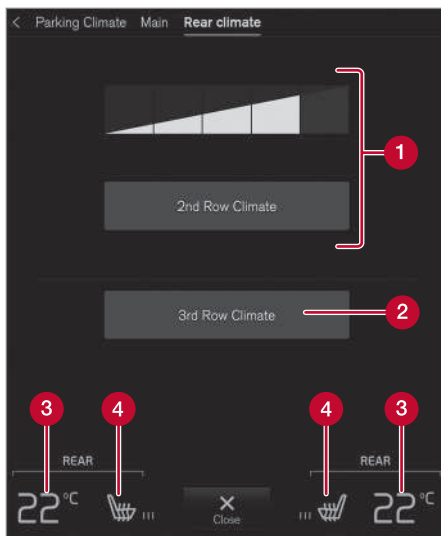 < Parking Climate Main Rear climate
1
2nd Row Climate
3rd Row Climate
2
3 4 4 3
REAR REAR
22°C 22°C
Close